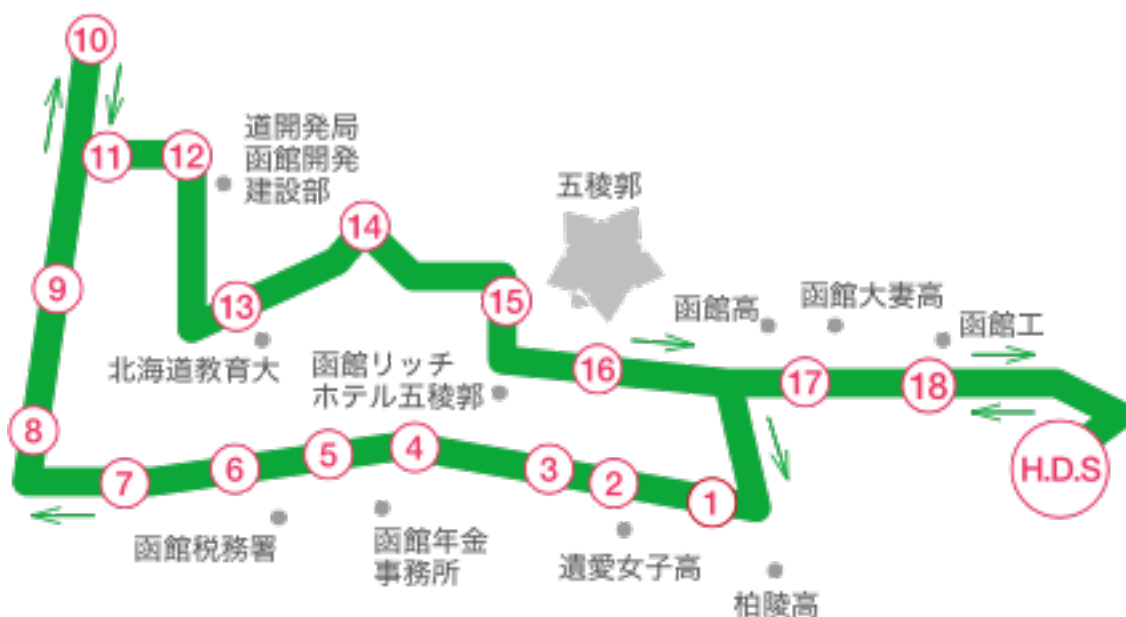 10
道開発局
函館開発
建設部
11
12
五稜郭
14
9
13
15
函館高
函館大妻高
函館工
北海道教育大
函館リッチ
ホテル五稜郭
16
17
18
8
7
6
5
4
3
2
1
H.D.S
函館税務署
函館年金
事務所
遺愛女子高
柏陵高